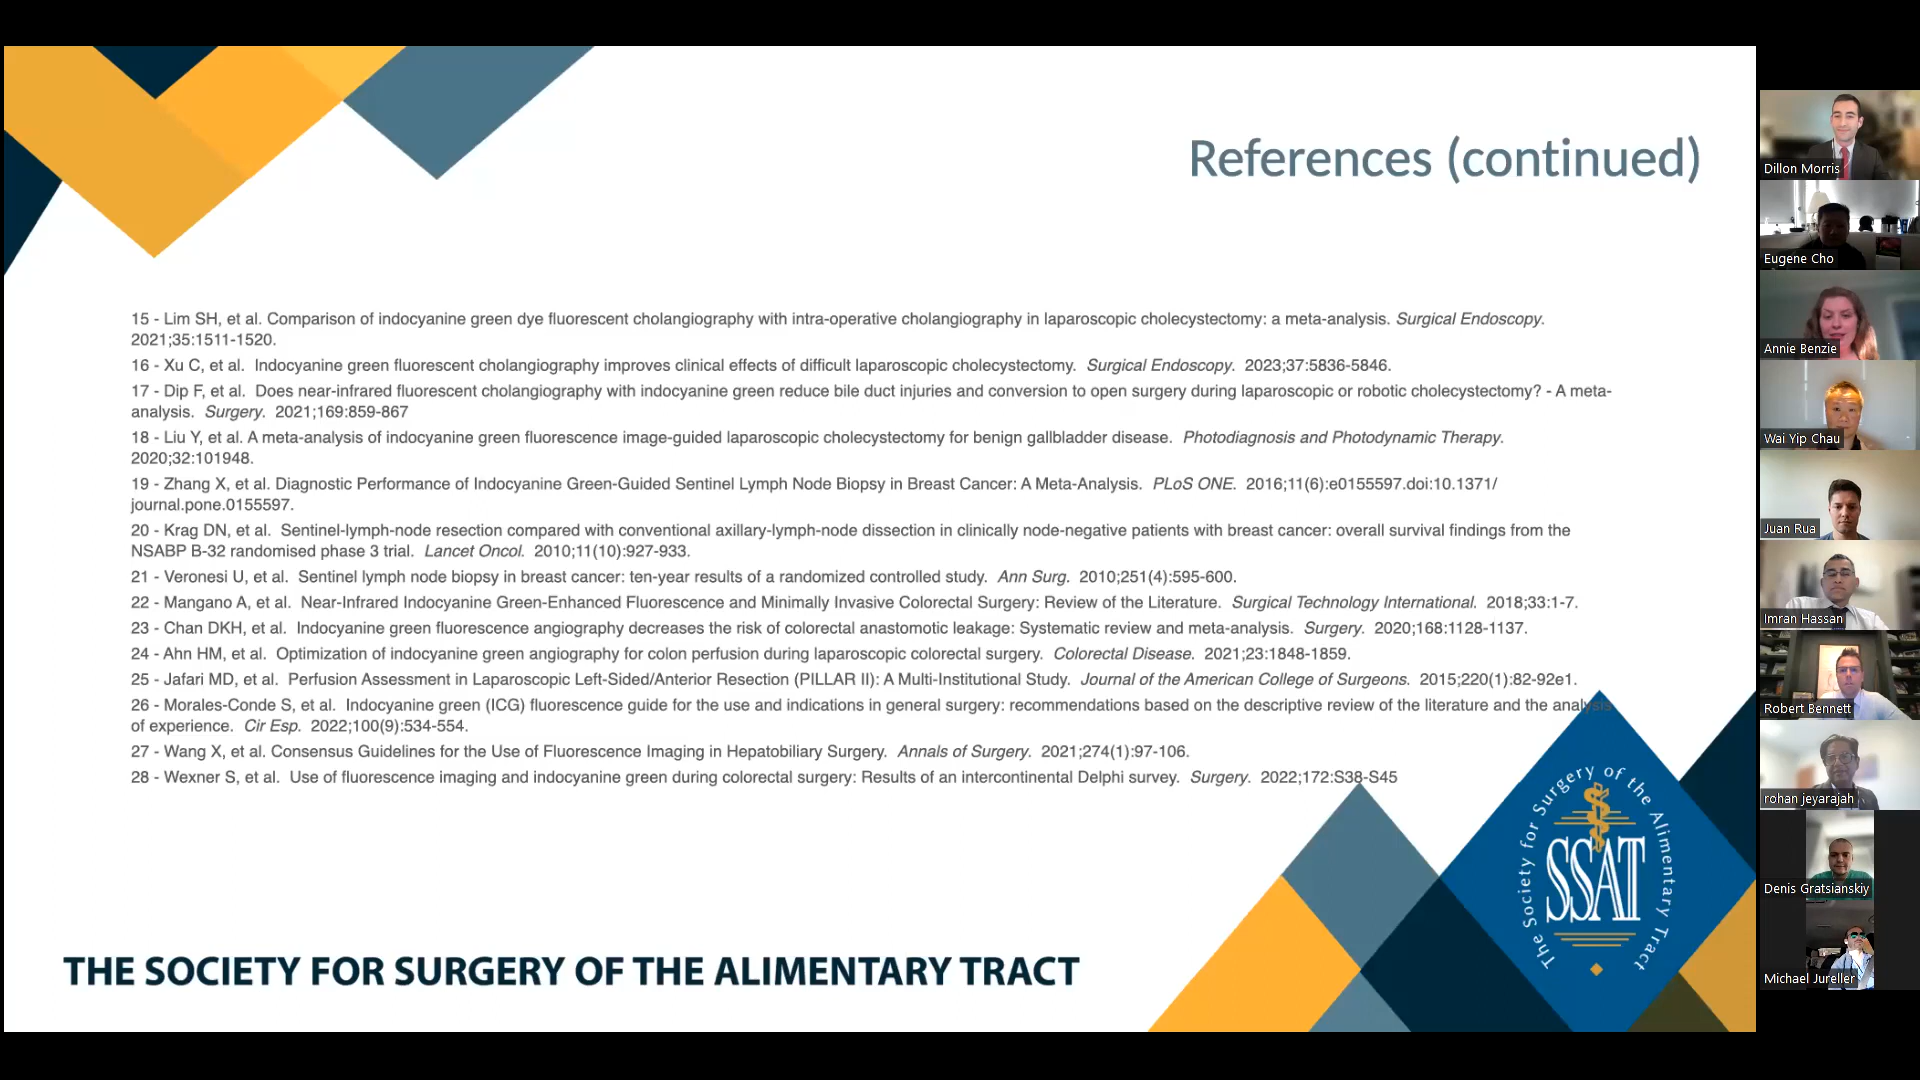 References (continued)
15 - Lim SH, et al. Comparison of indocyanine green dye fluorescent cholangiography with intra-operative cholangiography in laparoscopic cholecystectomy: a meta-analysis. Surgical Endoscopy.
2021;35:1511-1520.
16 - Xu C, et al. Indocyanine green fluorescent cholangiography improves clinical effects of difficult laparoscopic cholecystectomy. Surgical Endoscopy. 2023;37:5836-5846.
17 - Dip F, et al. Does near-infrared fluorescent cholangiography with indocyanine green reduce bile duct injuries and conversion to open surgery during laparoscopic or robotic cholecystectomy? - A meta-
analysis. Surgery. 2021;169:859-867
18 - Liu Y, et al. A meta-analysis of indocyanine green fluorescence image-guided laparoscopic cholecystectomy for benign gallbladder disease. Photodiagnosis and Photodynamic Therapy.
2020;32:101948.
19 - Zhang X, et al. Diagnostic Performance of Indocyanine Green-Guided Sentinel Lymph Node Biopsy in Breast Cancer: A Meta-Analysis. PLoS ONE. 2016;11(6):e0155597.doi:10.1371/
journal.pone.0155597.
20 - Krag DN, et al. Sentinel-lymph-node resection compared with conventional axillary-lymph-node dissection in clinically node-negative patients with breast cancer: overall survival findings from the
NSABP B-32 randomised phase 3 trial. Lancet Oncol. 2010;11(10):927-933.
21 - Veronesi U, et al. Sentinel lymph node biopsy in breast cancer: ten-year results of a randomized controlled study. Ann Surg. 2010;251(4):595-600.
22 - Mangano A, et al. Near-Infrared Indocyanine Green-Enhanced Fluorescence and Minimally Invasive Colorectal Surgery: Review of the Literature. Surgical Technology International. 2018;33:1-7.
23 - Chan DKH, et al. Indocyanine green fluorescence angiography decreases the risk of colorectal anastomotic leakage: Systematic review and meta-analysis. Surgery. 2020;168:1128-1137.
24 - Ahn HM, et al. Optimization of indocyanine green angiography for colon perfusion during laparoscopic colorectal surgery. Colorectal Disease. 2021;23:1848-1859.
25 - Jafari MD, et al. Perfusion Assessment in Laparoscopic Left-Sided/Anterior Resection (PILLAR II): A Multi-Institutional Study. Journal of the American College of Surgeons. 2015;220(1):82-92e1.
26 - Morales-Conde S, et al. Indocyanine green (ICG) fluorescence guide for the use and indications in general surgery: recommendations based on the descriptive review of the literature and the analysis
of experience. Cir Esp. 2022;100(9):534-554.
27 - Wang X, et al. Consensus Guidelines for the Use of Fluorescence Imaging in Hepatobiliary Surgery. Annals of Surgery. 2021;274(1):97-106.
28 - Wexner S, et al. Use of fluorescence imaging and indocyanine green during colorectal surgery: Results of an intercontinental Delphi survey. Surgery. 2022;172:S38-S45
The Society for Surgery of the Alimentary Tract
SSAT
THE SOCIETY FOR SURGERY OF THE ALIMENTARY TRACT
Dillon Morris
Eugene Cho
Annie Benzie
Wai Yip Chau
Juan Rua
Imran Hassan
Robert Bennett
rohan jeyarajah
Denis Gratsianskiy
Michael Jureller